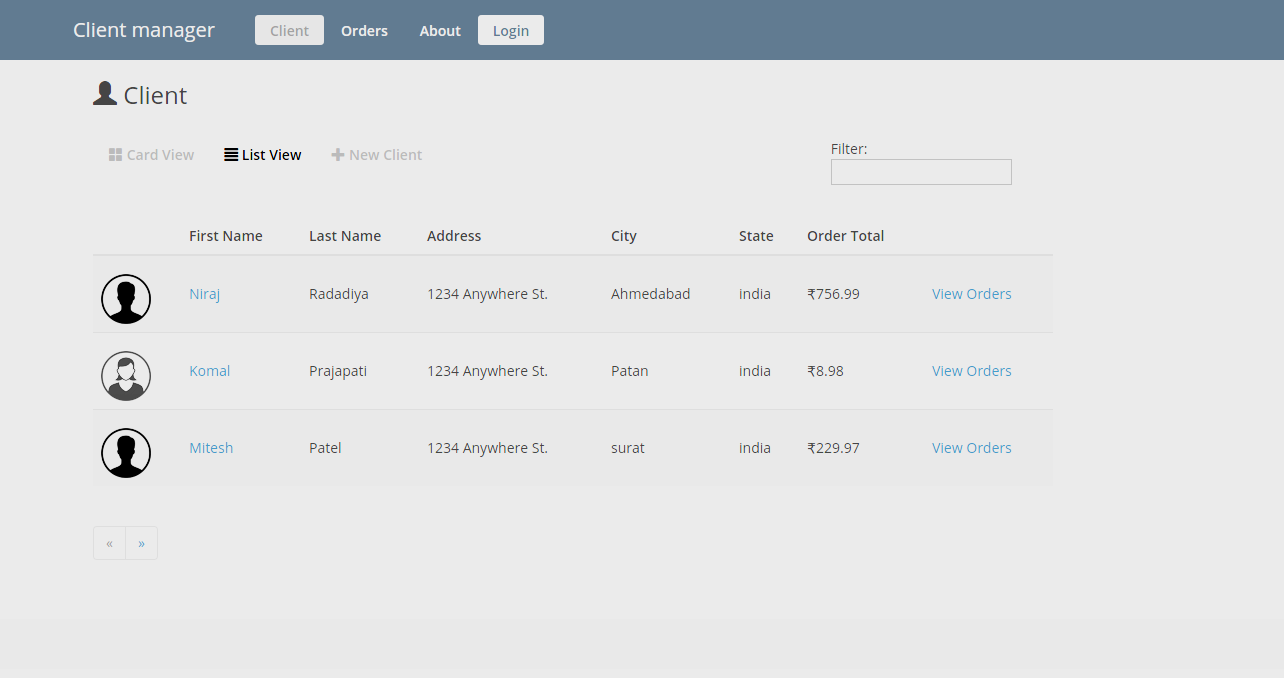 Client manager Client Orders About Login
Client
Card View List View New Client
Filter:
First Name Last Name Address City State Order Total
Niraj Radadiya 1234 Anywhere St. Ahmedabad india ₹756.99 View Orders
Komal Prajapati 1234 Anywhere St. Patan india ₹8.98 View Orders
Mitesh Patel 1234 Anywhere St. surat india ₹229.97 View Orders
« »